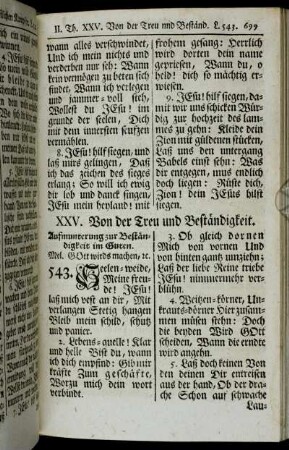 II. Th. XXV. Von der Treu und Beständ. L. 543. 699
wann alles verschwindet,
Und ich mein nichts und
verderben nur seh: Wann
kein vermögen zu beten sich
findet, Wann ich verlegen
und jammer-voll sich,
Wollest du JEsu! im
grunde der seelen, Dich
mit dem innersten seufzen
vermählen.
8. JEsu! hilf siegen, und
laß mirs gelingen, Daß
ich das zeichen des sieges
erlang; So will ich ewig
dir lob und danck singen
JEsu mein heyland! mit
frohem gesang: Herrlich
wird dorten dein name
gepriesen, Wann du, o
held! dich so mächtig er-
wiesen.
9. JEsu! hilf siegen, da-
mit wir uns schicken Wür-
dig zur hochzeit des lam-
mes zu gehn: Kleide dein
Zion mit güldenen stücken,
Laß uns den untergang
Babels einst sehn: Was
dir entgegen, muß endlich
doch liegen: Rüste dich,
Zion! dein JEsus hilft
siegen.
XXV. Von der Treu und Beständigkeit.
Aufmunterung zur Bestän-
digkeit im Guten.
Mel. GOtt wirds machen, ꝛc.
543. Seelen-weide,
Meine freu-
de! JEsu!
laß mich vest an dir, Mit
verlangen Stetig hangen
Bleib mein schild, schutz
und panier.
2. Lebens-quelle! Klar
und helle Bist du, wann
ich dich empfind: Gib mir
kräfte Zum geschäfte,
Worzu mich dein wort
verbindt.
3. Ob gleich dornen
Mich von vornen Und
von hinten gantz umziehn;
Laß der liebe Reine triebe
JEsu! nimmermehr ver-
blühn.
4. Weitzen-körner, Un-
krauts-dörner Hier zusam-
men müsen stehn: Doch
die beyden Wird GOtt
scheiden, Wann die erndte
wird angehn.
5. Laß doch keinen Von
den deinen Dir entreisen
aus der hand, Ob der dra-
che Schon auf schwache
Lau-